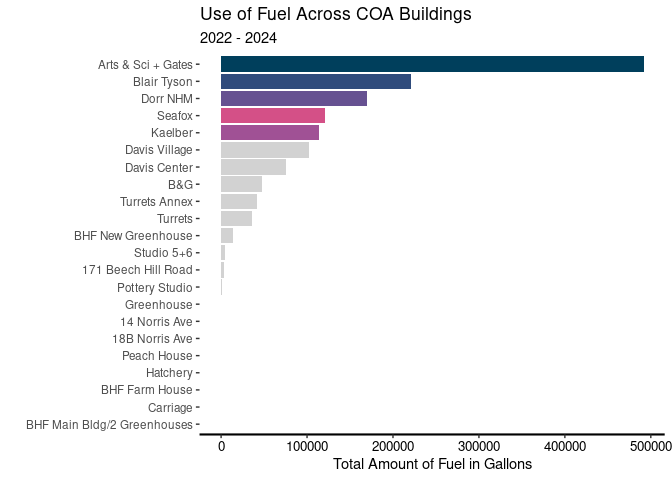 Use of Fuel Across COA Buildings
2022 - 2024
Arts & Sci + Gates
Blair Tyson
Dorr NHM
Seafox
Kaelber
Davis Village
Davis Center
B&G
Turrets Annex
Turrets
BHF New Greenhouse
Studio 5+6
171 Beech Hill Road
Pottery Studio
Greenhouse
14 Norris Ave
18B Norris Ave
Peach House
Hatchery
BHF Farm House
Carriage
BHF Main Bldg/2 Greenhouses
0 100000 200000 300000 400000 500000
Total Amount of Fuel in Gallons